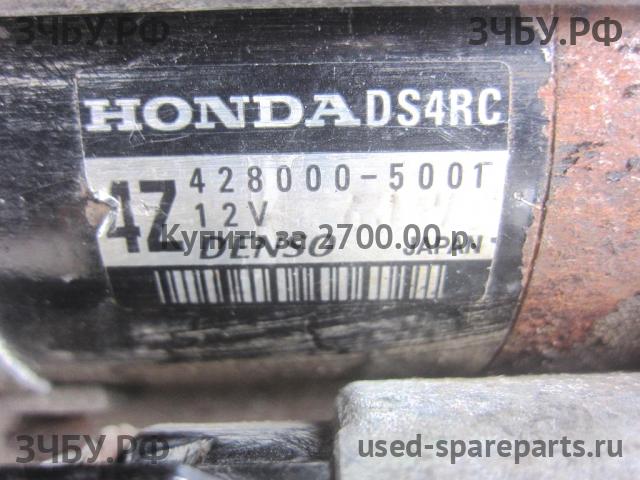 ЗЧБУ.РФ ЗЧБУ.РФ
HONDA DS4RC
4Z 428000-5001
12V
Купить за 2700.00 р.
DENSO JAPAN
ЗЧБУ.РФ used-spareparts.ru